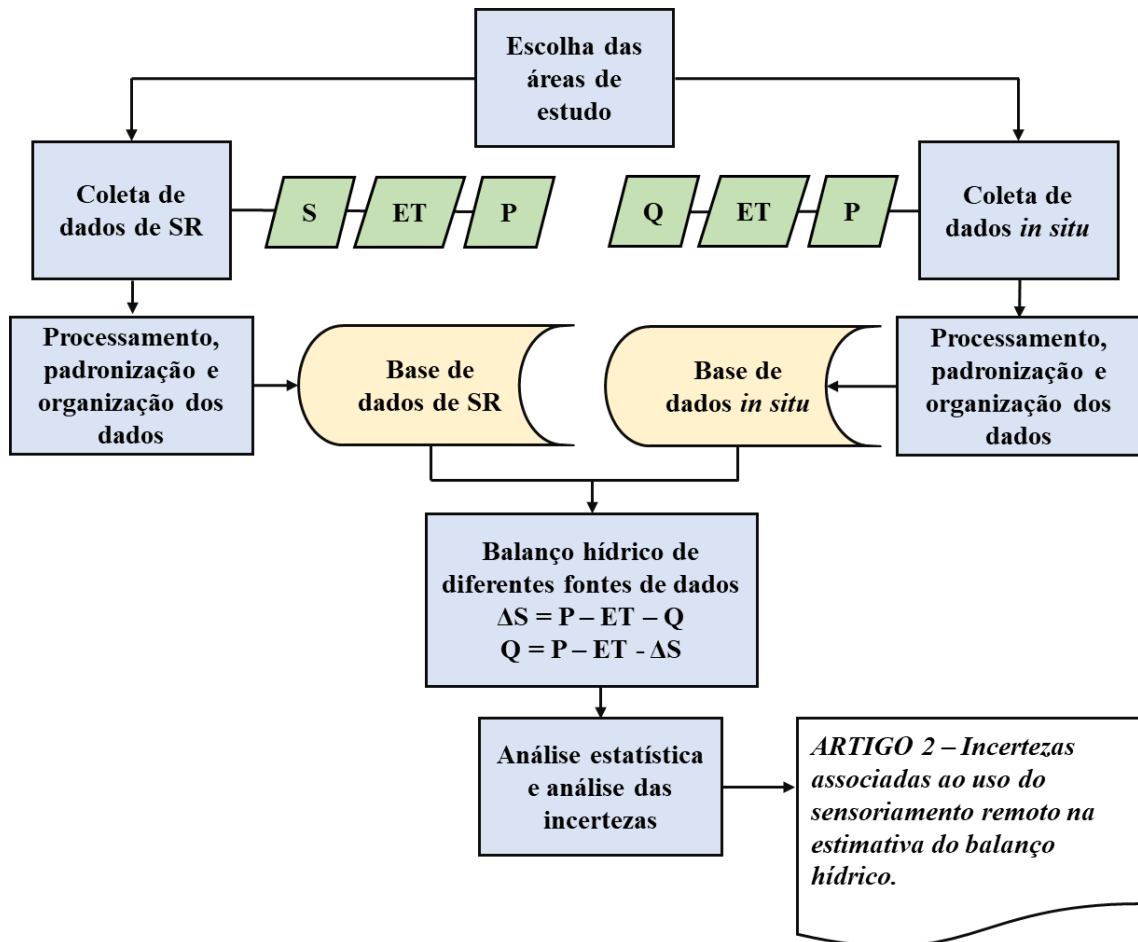 Escolha das
áreas de
estudo
Coleta de
dados de SR
S
ET
P
Q
ET
P
Coleta de
dados in situ
Processamento,
padronização e
organização dos
dados
Base de
dados de SR
Base de
dados in situ
Processamento,
padronização e
organização dos
dados
Balanço hídrico de
diferentes fontes de dados
ΔS = P – ET – Q
Q = P – ET - ΔS
Análise estatística
e análise das
incertezas
ARTIGO 2 – Incertezas
associadas ao uso do
sensoriamento remoto na
estimativa do balanço
hídrico.